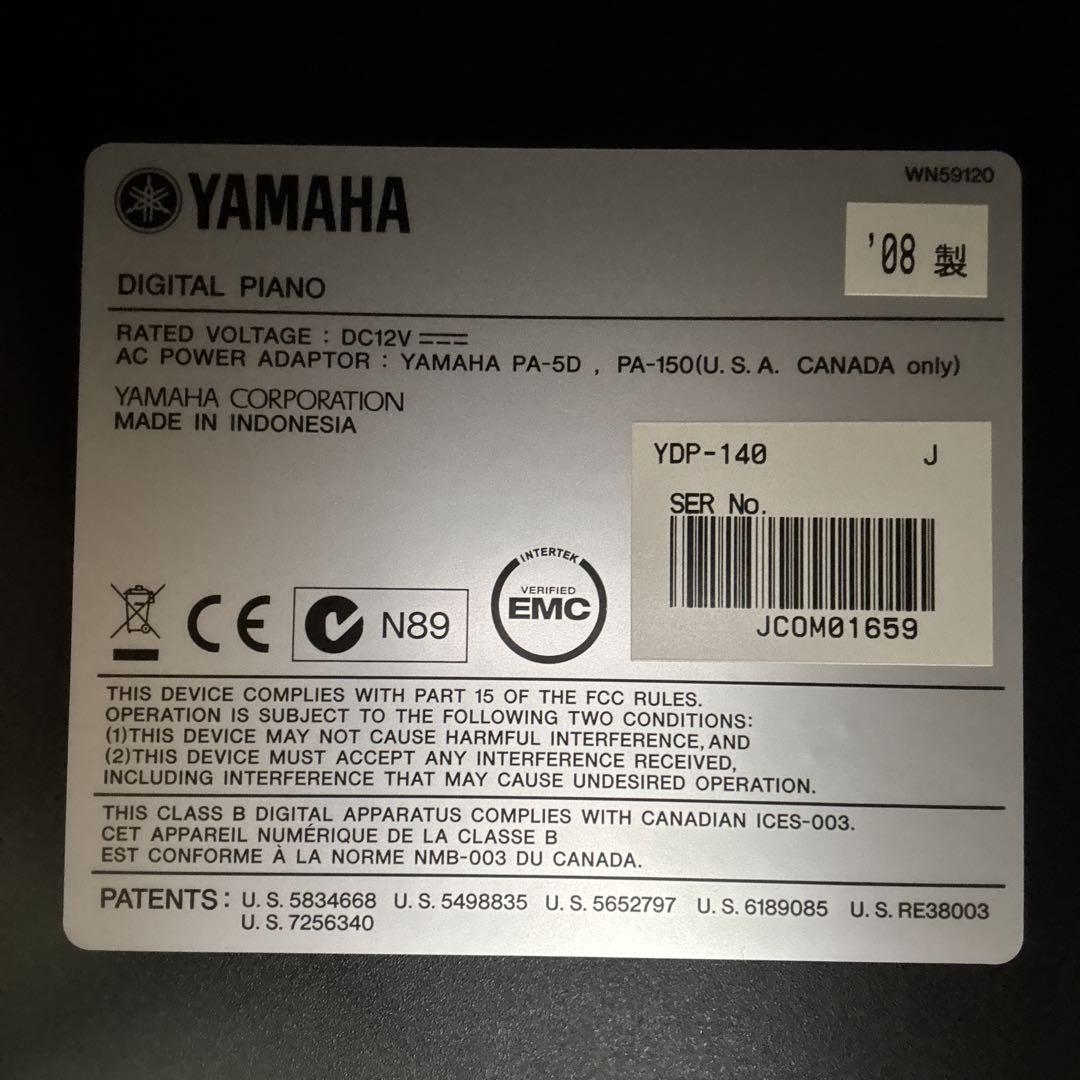 WN59120
YAMAHA
'08 製
DIGITAL PIANO
RATED VOLTAGE : DC12V
AC POWER ADAPTOR : YAMAHA PA-5D , PA-150(U. S. A. CANADA only)
YAMAHA CORPORATION
MADE IN INDONESIA
YDP-140 J
SER No.
JCOM01659
CE
N89
INTERTEK
VERIFIED
EMC
THIS DEVICE COMPLIES WITH PART 15 OF THE FCC RULES.
OPERATION IS SUBJECT TO THE FOLLOWING TWO CONDITIONS:
(1)THIS DEVICE MAY NOT CAUSE HARMFUL INTERFERENCE, AND
(2)THIS DEVICE MUST ACCEPT ANY INTERFERENCE RECEIVED,
INCLUDING INTERFERENCE THAT MAY CAUSE UNDESIRED OPERATION.
THIS CLASS B DIGITAL APPARATUS COMPLIES WITH CANADIAN ICES-003.
CET APPAREIL NUMÉRIQUE DE LA CLASSE B
EST CONFORME À LA NORME NMB-003 DU CANADA.
PATENTS : U. S. 5834668 U. S. 5498835 U. S. 5652797 U. S. 6189085 U. S. RE38003
U. S. 7256340